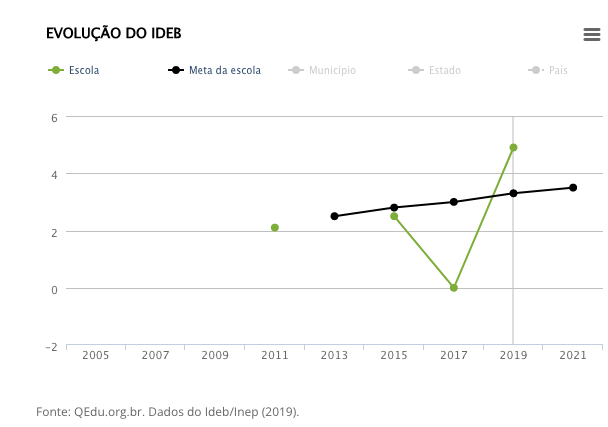 EVOLUÇÃO DO IDEB
Escola Meta da escola Município Estado País
6
4
2
0
−2
2005 2007 2009 2011 2013 2015 2017 2019 2021
Fonte: QEdu.org.br. Dados do Ideb/Inep (2019).